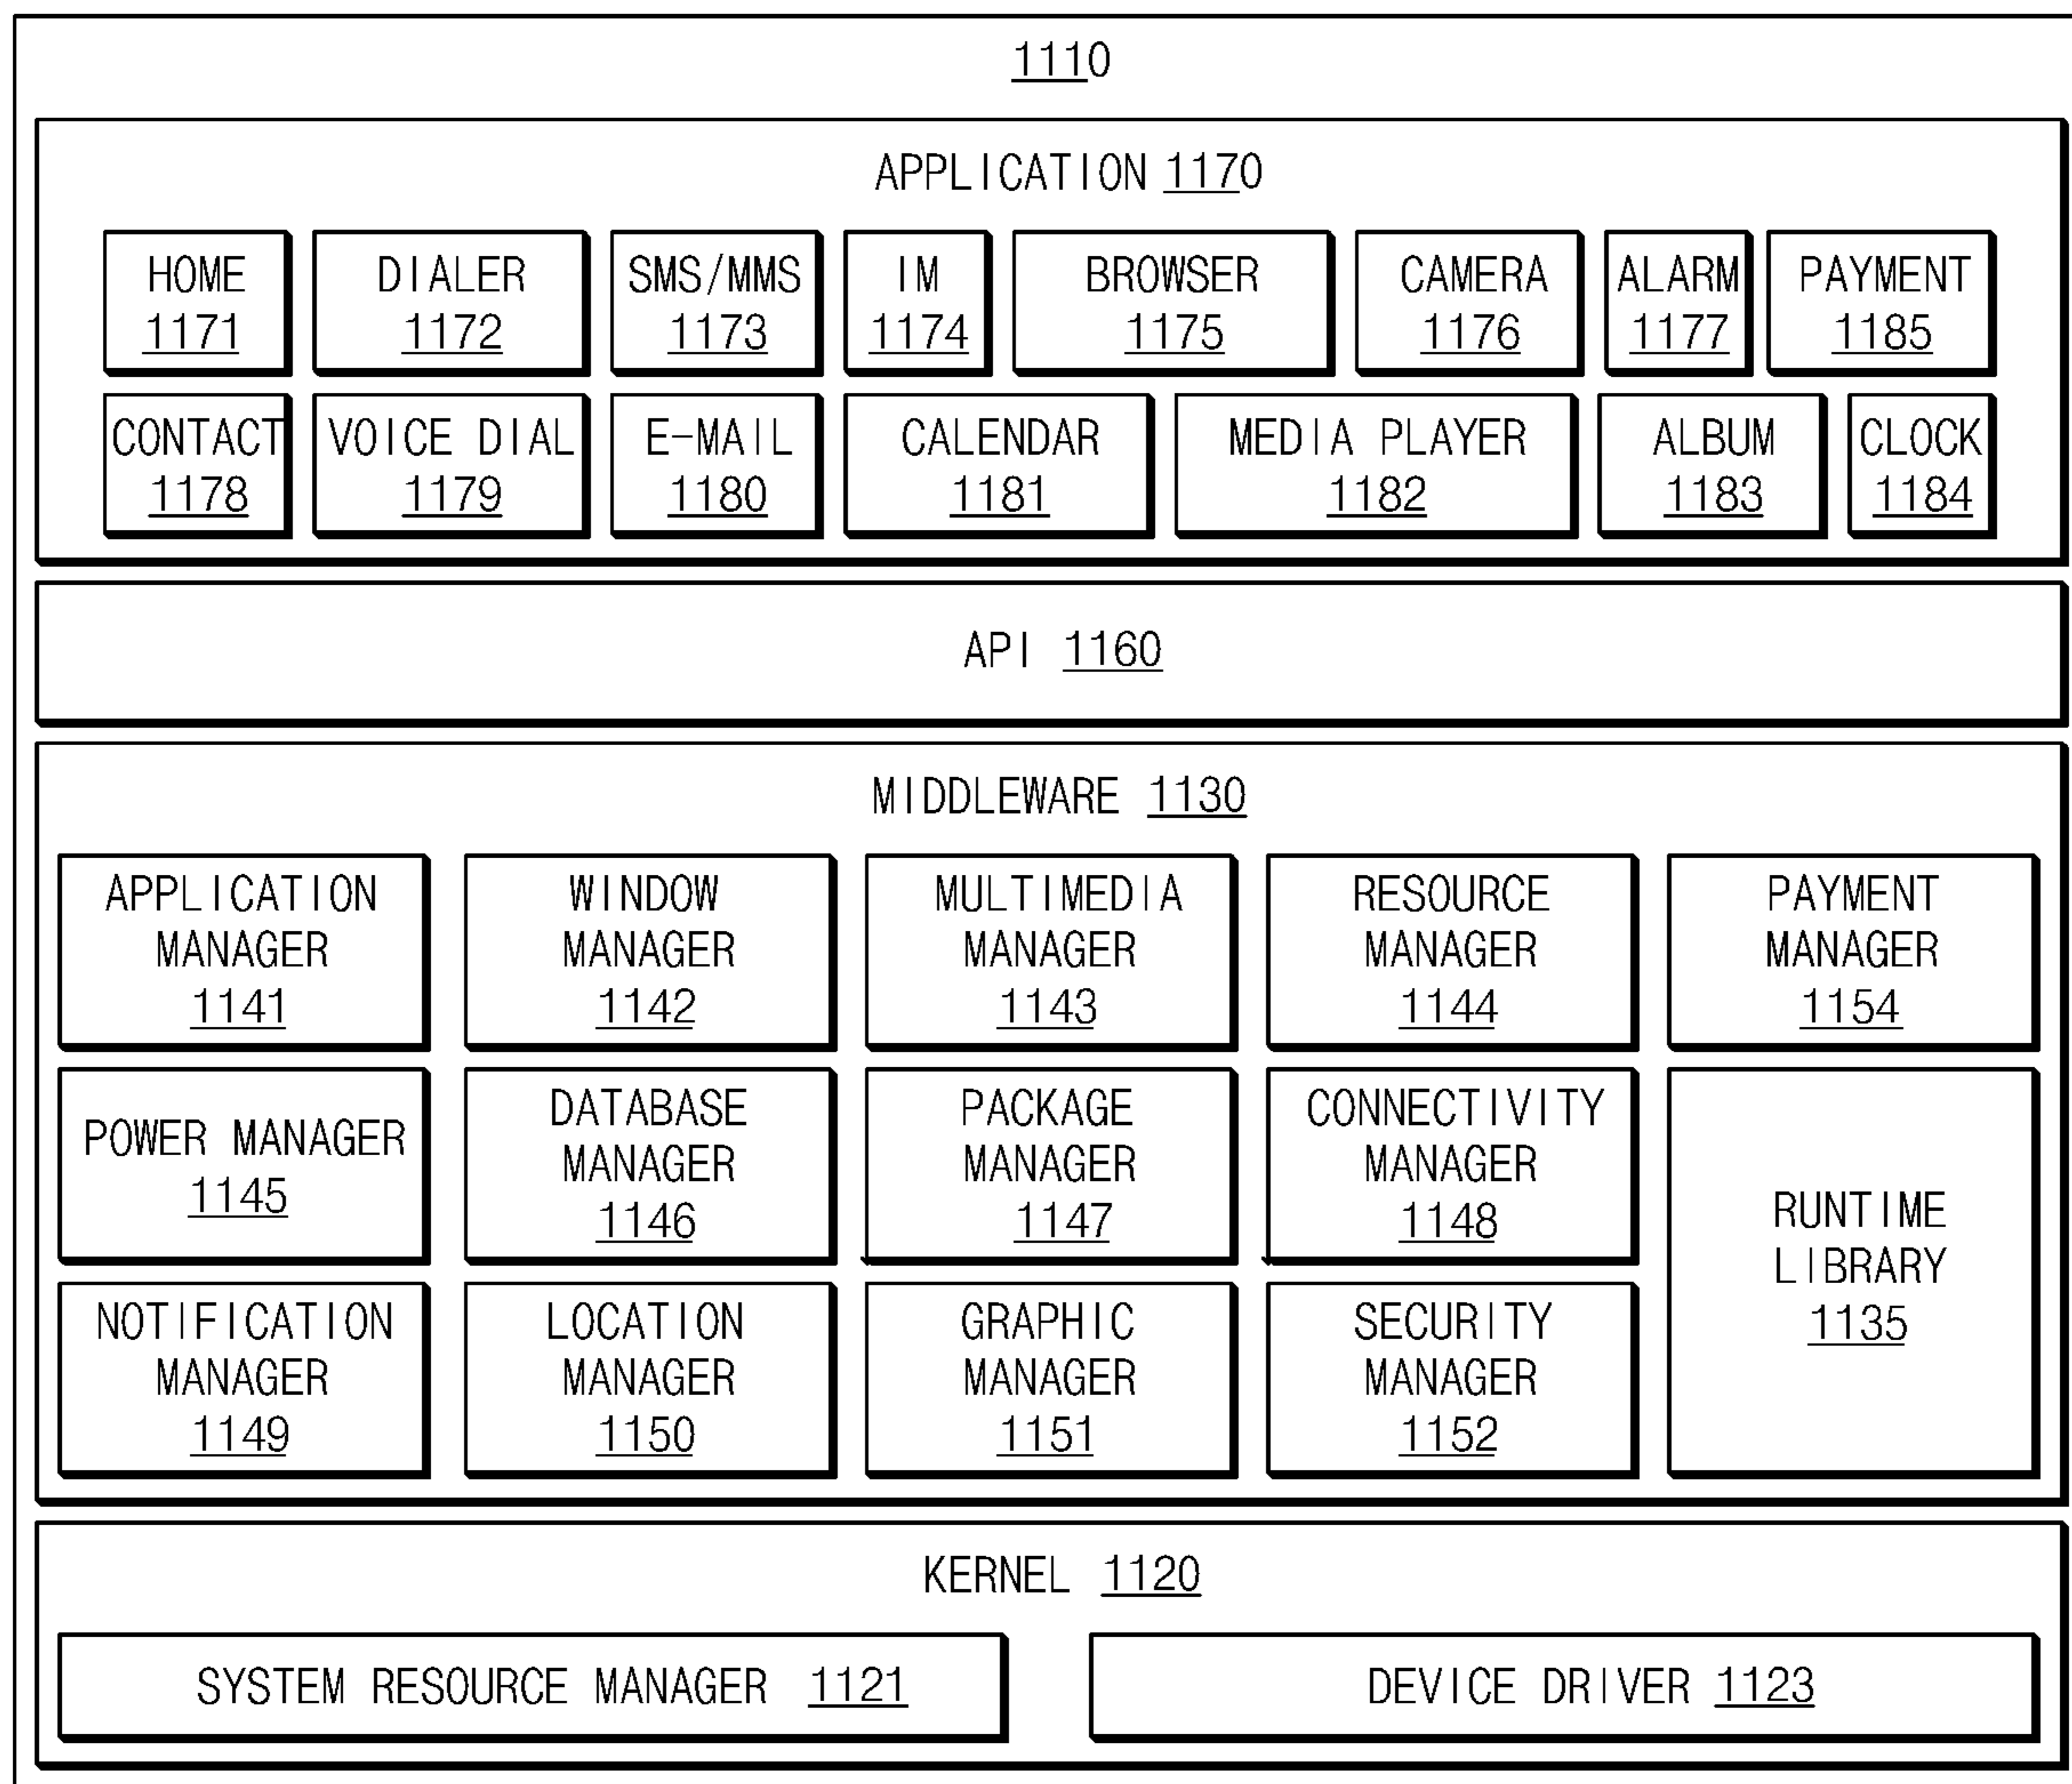 1110
APPLICATION 1170
HOME
1171
DIALER
1172
SMS/MMS
1173
IM
1174
BROWSER
1175
CAMERA
1176
ALARM
1177
PAYMENT
1185
CONTACT
1178
VOICE DIAL
1179
E-MAIL
1180
CALENDAR
1181
MEDIA PLAYER
1182
ALBUM
1183
CLOCK
1184
API 1160
MIDDLEWARE 1130
APPLICATION
MANAGER
1141
WINDOW
MANAGER
1142
MULTIMEDIA
MANAGER
1143
RESOURCE
MANAGER
1144
PAYMENT
MANAGER
1154
POWER MANAGER
1145
DATABASE
MANAGER
1146
PACKAGE
MANAGER
1147
CONNECTIVITY
MANAGER
1148
RUNTIME
LIBRARY
1135
NOTIFICATION
MANAGER
1149
LOCATION
MANAGER
1150
GRAPHIC
MANAGER
1151
SECURITY
MANAGER
1152
KERNEL 1120
SYSTEM RESOURCE MANAGER 1121
DEVICE DRIVER 1123